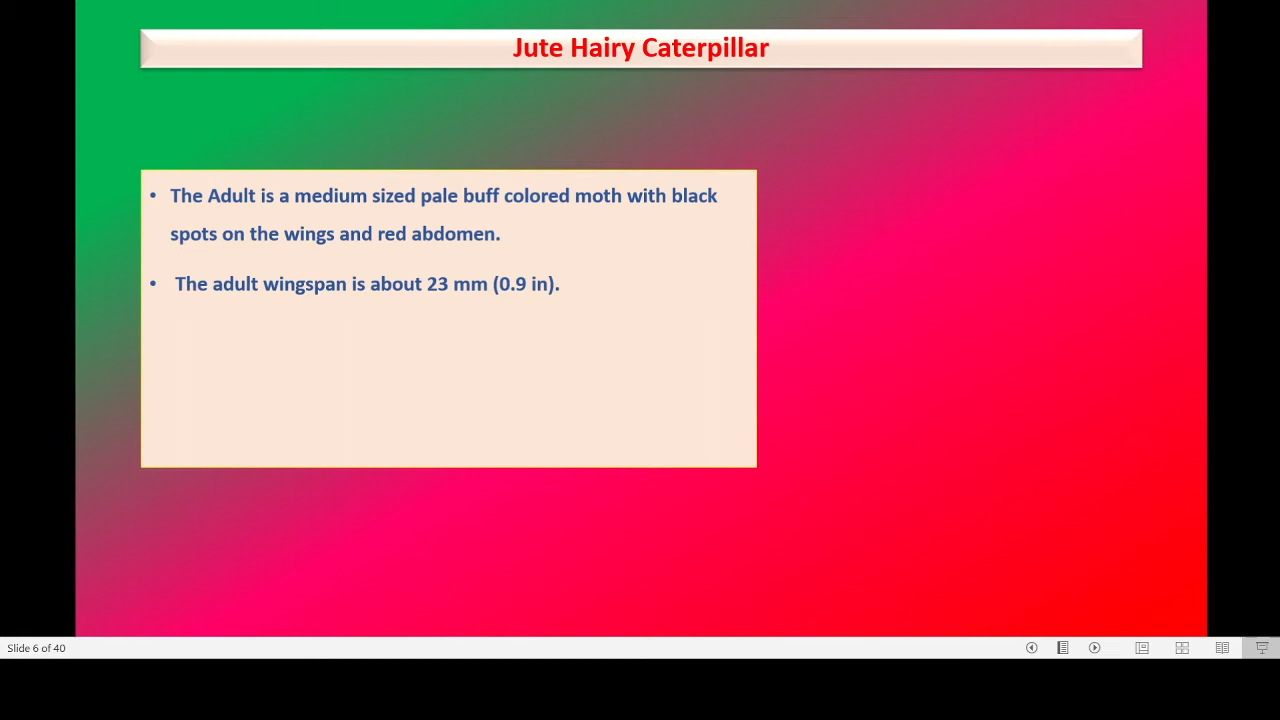 Jute Hairy Caterpillar
• The Adult is a medium sized pale buff colored moth with black
spots on the wings and red abdomen.
• The adult wingspan is about 23 mm (0.9 in).
Slide 6 of 40